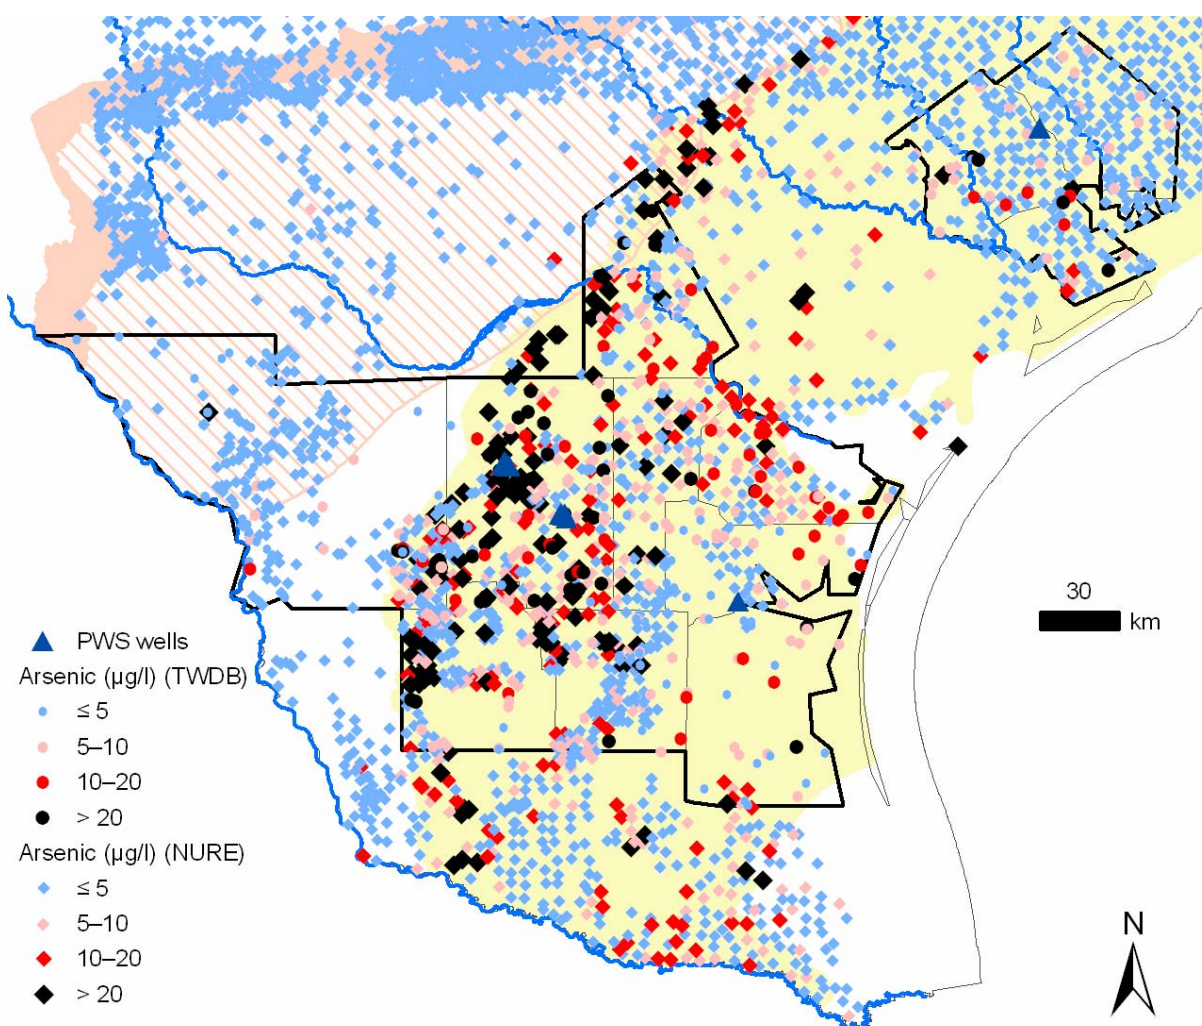 30
km
PWS wells
Arsenic (µg/l) (TWDB)
≤ 5
5–10
10–20
> 20
Arsenic (µg/l) (NURE)
≤ 5
5–10
10–20
> 20
N